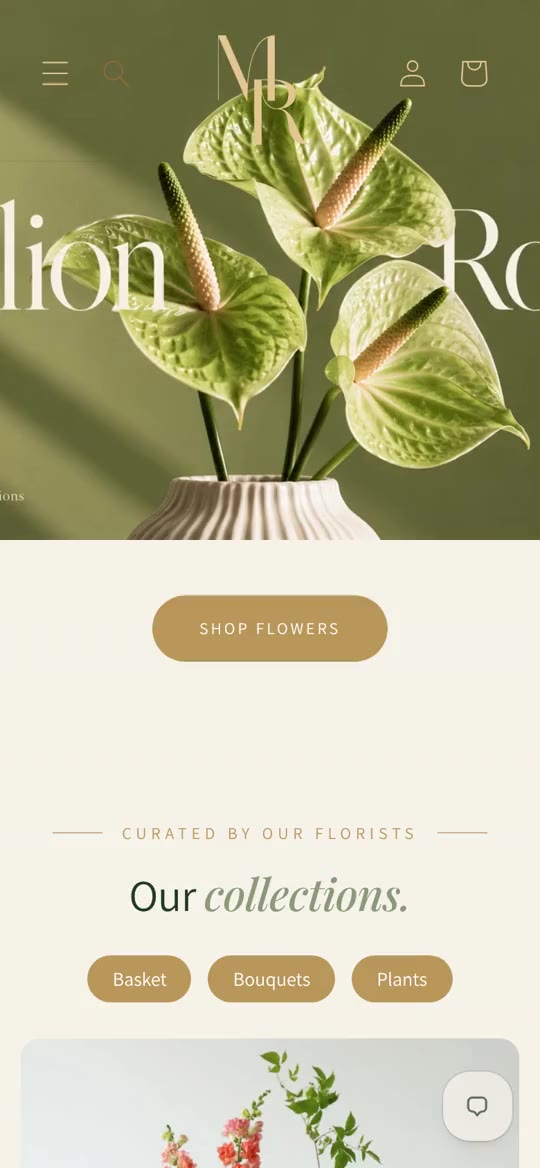 MR
lion Ro
ions
SHOP FLOWERS
CURATED BY OUR FLORISTS
Our collections.
Basket Bouquets Plants